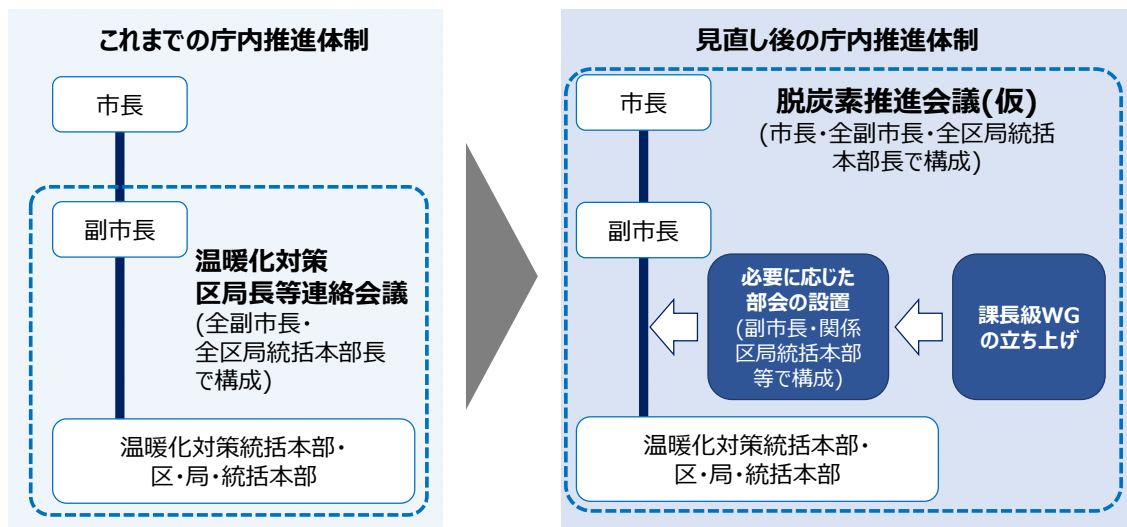 これまでの庁内推進体制
市長
副市長
温暖化対策
区局長等連絡会議
(全副市長・
全区局統括本部長
で構成)
温暖化対策統括本部・
区・局・統括本部
見直し後の庁内推進体制
市長
脱炭素推進会議(仮)
(市長・全副市長・全区局統括
本部長で構成)
副市長
必要に応じた
部会の設置
(副市長・関係
区局統括本部
等で構成)
課長級WG
の立ち上げ
温暖化対策統括本部・
区・局・統括本部